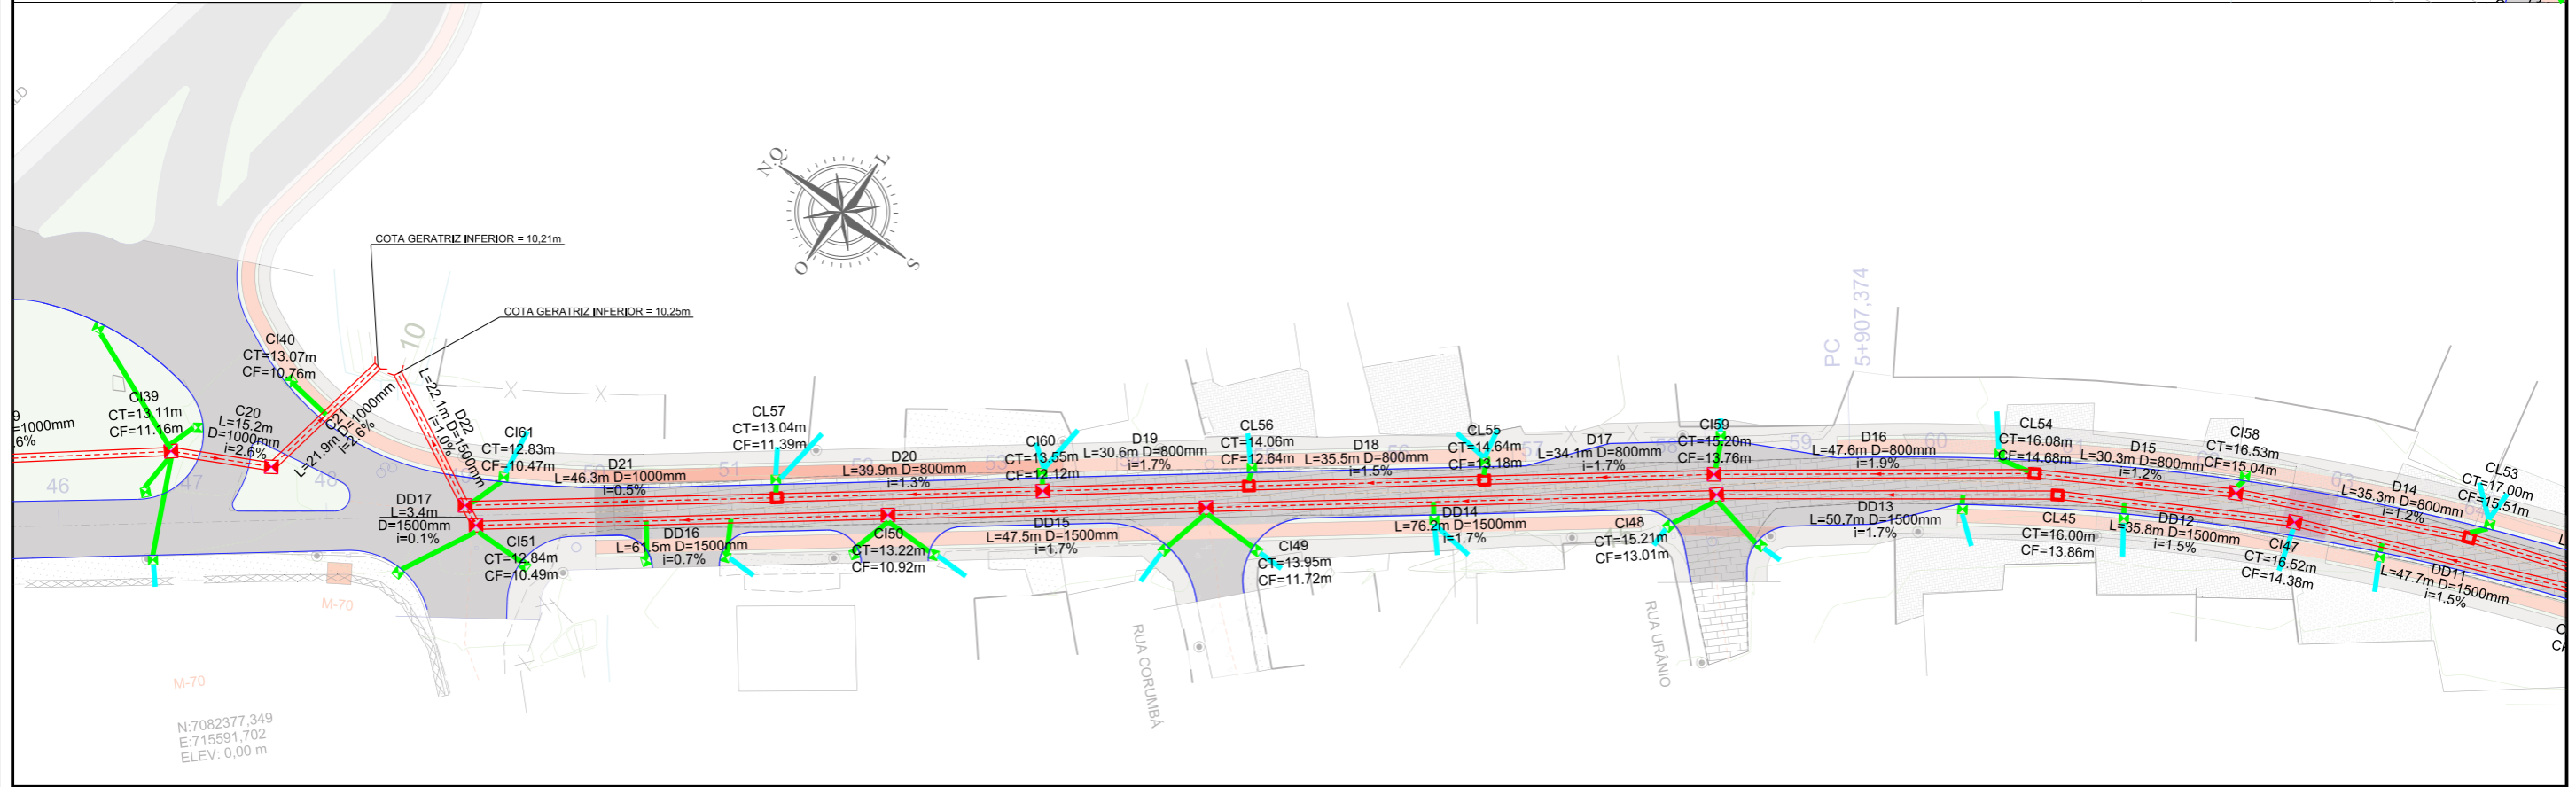 N.O.
L
O
S
COTA GERATRIZ INFERIOR = 10,21m
COTA GERATRIZ INFERIOR = 10,25m
10
PC
5+907,374
=1000mm
CI39
CT=13.11m
CF=11.16m
C20
L=15.2m
D=1000mm
i=2.6%
CI40
CT=13.07m
CF=10.76m
C21
L=21.9m D=1000mm
i=2.6%
D22
L=22.1m D=1500mm
i=1.0%
CI61
CT=12.83m
CF=10.47m
D21
L=46.3m D=1000mm
i=0.5%
CL57
CT=13.04m
CF=11.39m
D20
L=39.9m D=800mm
i=1.3%
CI60
CT=13.55m
CF=12.12m
D19
L=30.6m D=800mm
i=1.7%
CL56
CT=14.06m
CF=12.64m
D18
L=35.5m D=800mm
i=1.5%
CL55
CT=14.64m
CF=13.18m
D17
L=34.1m D=800mm
i=1.7%
CI59
CT=15.20m
CF=13.76m
D16
L=47.6m D=800mm
i=1.9%
CL54
CT=16.08m
CF=14.68m
D15
L=30.3m D=800mm
i=1.2%
CI58
CT=16.53m
CF=15.04m
D14
L=35.3m D=800mm
i=1.2%
CL53
CT=17.00m
CF=15.51m
46
47
48
51
53
57
58
59
60
DD17
L=3.4m
D=1500mm
i=0.1%
CI51
CT=12.84m
CF=10.49m
DD16
L=61.5m D=1500mm
i=0.7%
CI50
CT=13.22m
CF=10.92m
DD15
L=47.5m D=1500mm
i=1.7%
CI49
CT=13.95m
CF=11.72m
DD14
L=76.2m D=1500mm
i=1.7%
CI48
CT=15.21m
CF=13.01m
DD13
L=50.7m D=1500mm
i=1.7%
CL45
CT=16.00m
CF=13.86m
DD12
L=35.8m D=1500mm
i=1.5%
CI47
CT=16.52m
CF=14.38m
DD11
L=47.7m D=1500mm
i=1.5%
M-70
M-70
RUA CORUMBÁ
RUA URÂNIO
N:7082377,349
E:715591,702
ELEV: 0,00 m